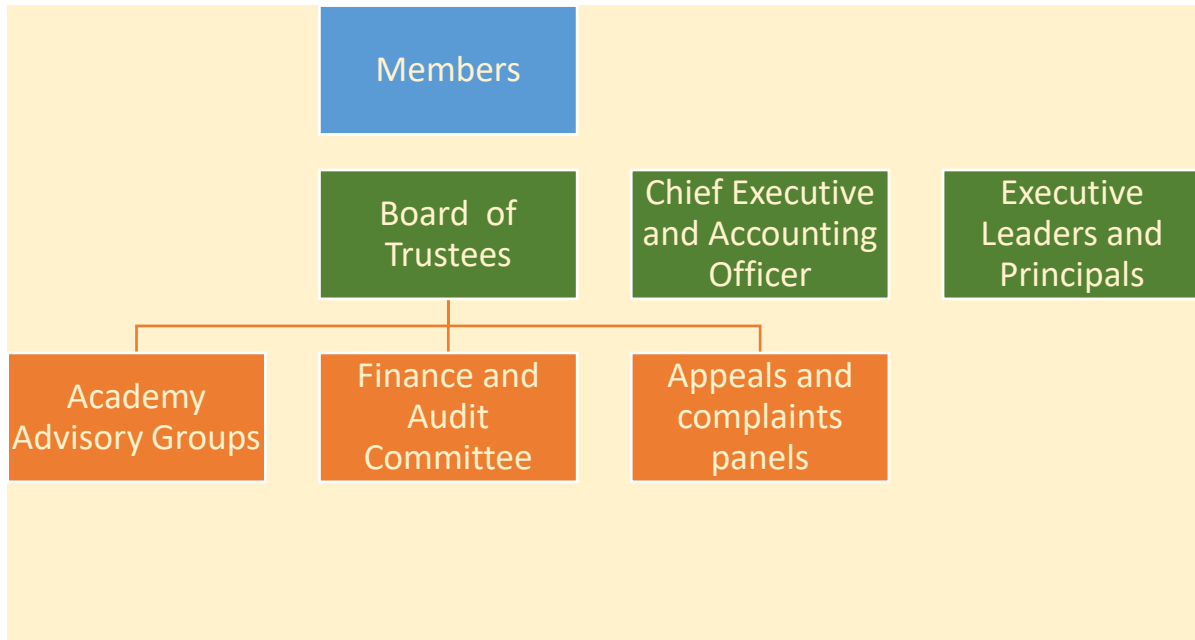 Members
Board of
Trustees
Chief Executive
and Accounting
Officer
Executive
Leaders and
Principals
Academy
Advisory Groups
Finance and
Audit
Committee
Appeals and
complaints
panels